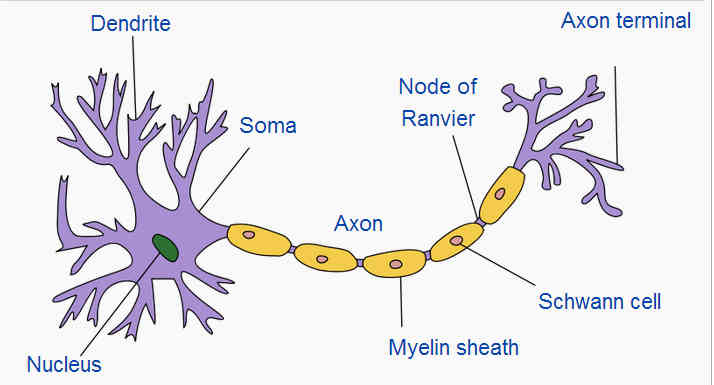 Dendrite
Axon terminal
Node of
Ranvier
Soma
Axon
Schwann cell
Myelin sheath
Nucleus